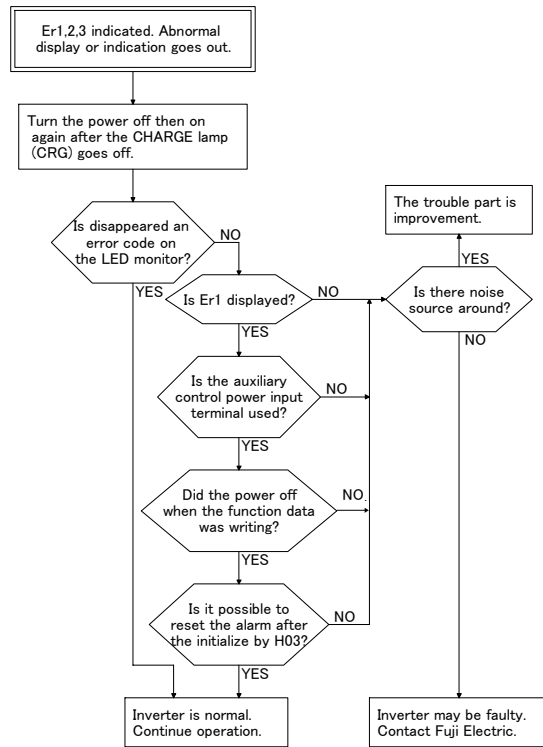 Er1,2,3 indicated. Abnormal
display or indication goes out.
Turn the power off then on
again after the CHARGE lamp
(CRG) goes off.
Is disappeared an
error code on
the LED monitor?
NO
YES
The trouble part is
improvement.
YES
Is Er1 displayed?
NO
YES
Is there noise
source around?
NO
Is the auxiliary
control power input
terminal used?
NO
YES
Did the power off
when the function data
was writing?
NO.
YES
Is it possible to
reset the alarm after
the initialize by H03?
NO
YES
Inverter is normal.
Continue operation.
Inverter may be faulty.
Contact Fuji Electric.